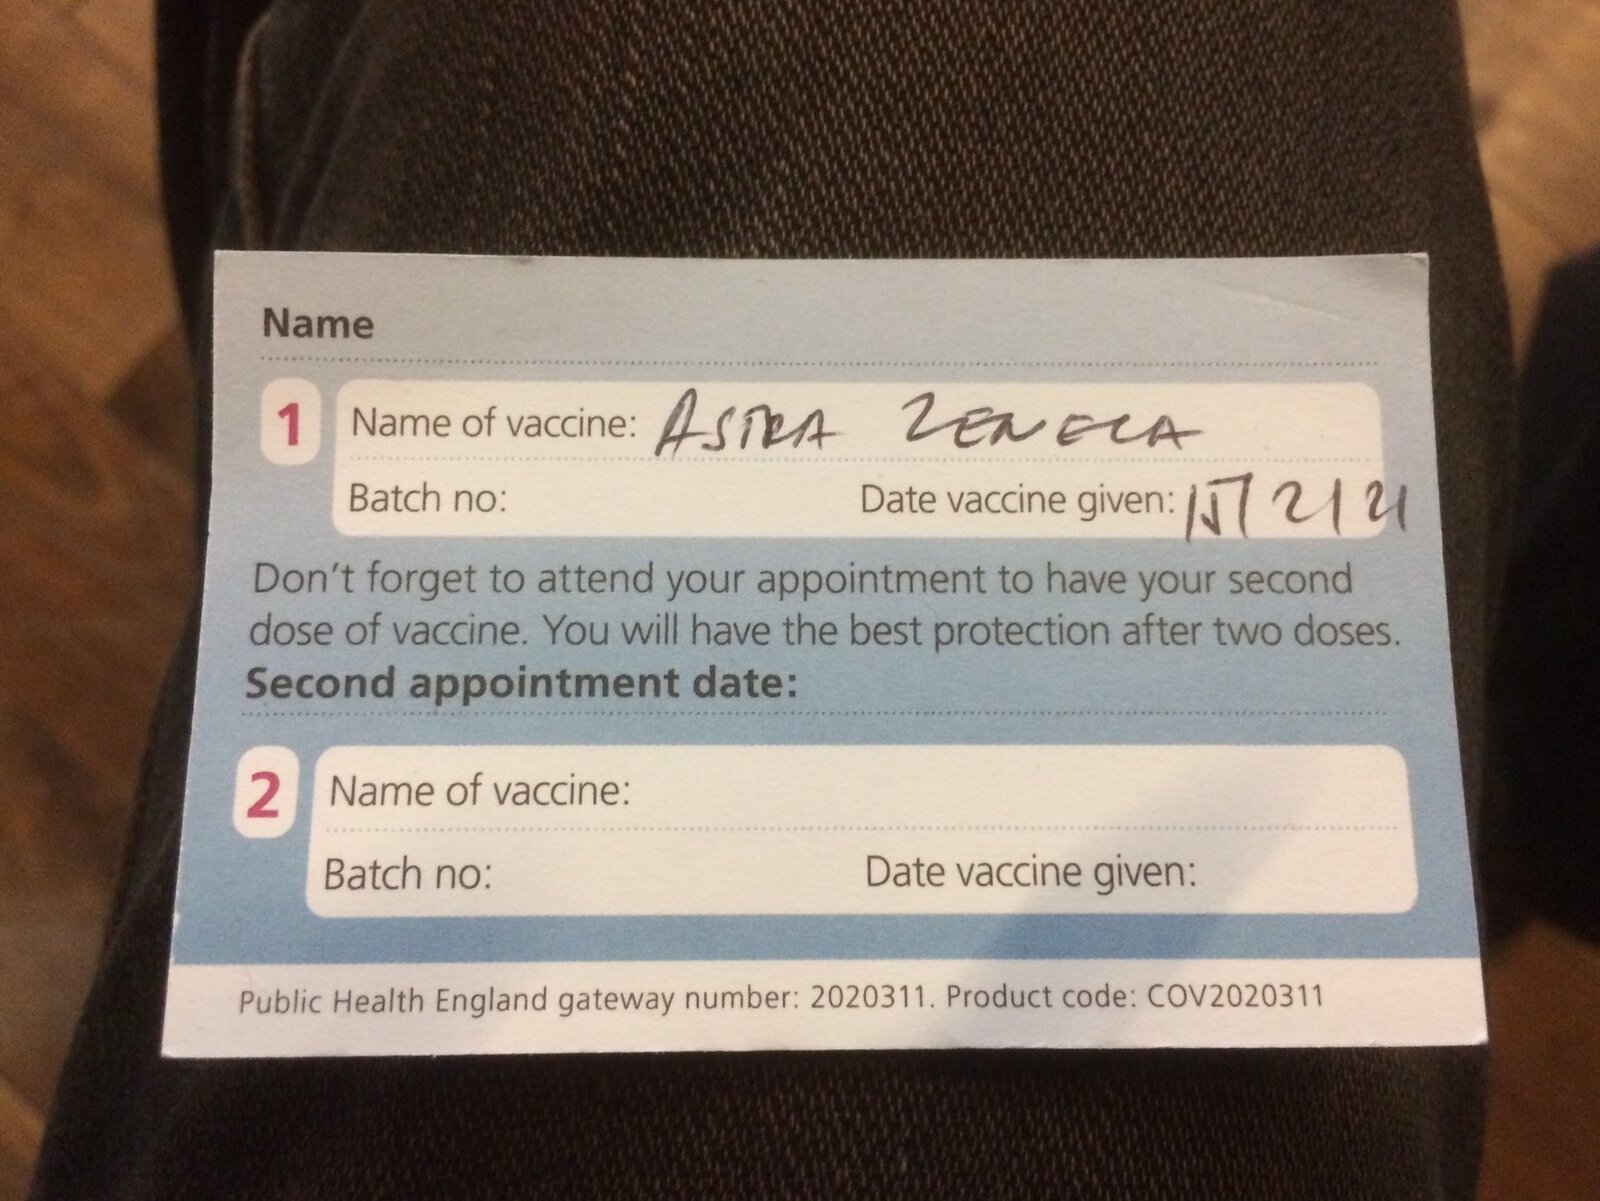 Name
1 Name of vaccine: ASTRA ZENECA
Batch no: Date vaccine given: 15/2/21
Don't forget to attend your appointment to have your second
dose of vaccine. You will have the best protection after two doses.
Second appointment date:
2 Name of vaccine:
Batch no: Date vaccine given:
Public Health England gateway number: 2020311. Product code: COV2020311